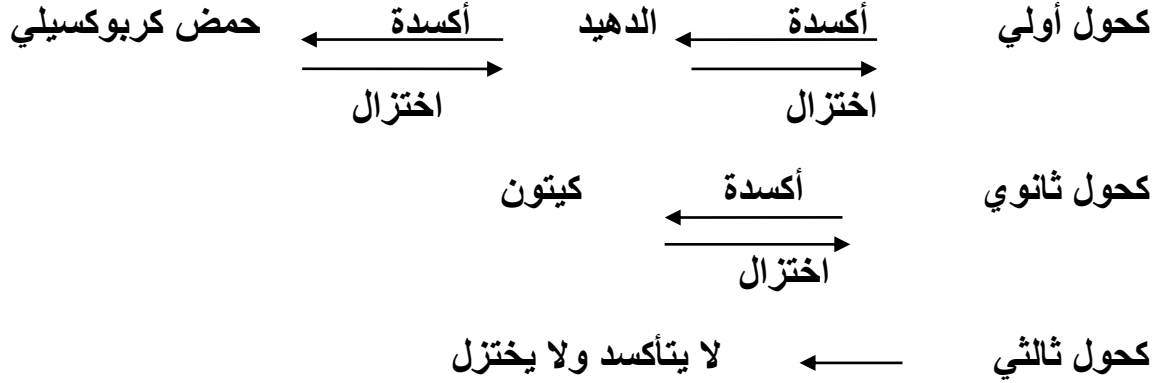 كحول أولي أكسدة الدهيد أكسدة حمض كربوكسيلي
اختزال اختزال
كحول ثانوي أكسدة كيتون
اختزال
كحول ثالثي لا يتأكسد ولا يختزل